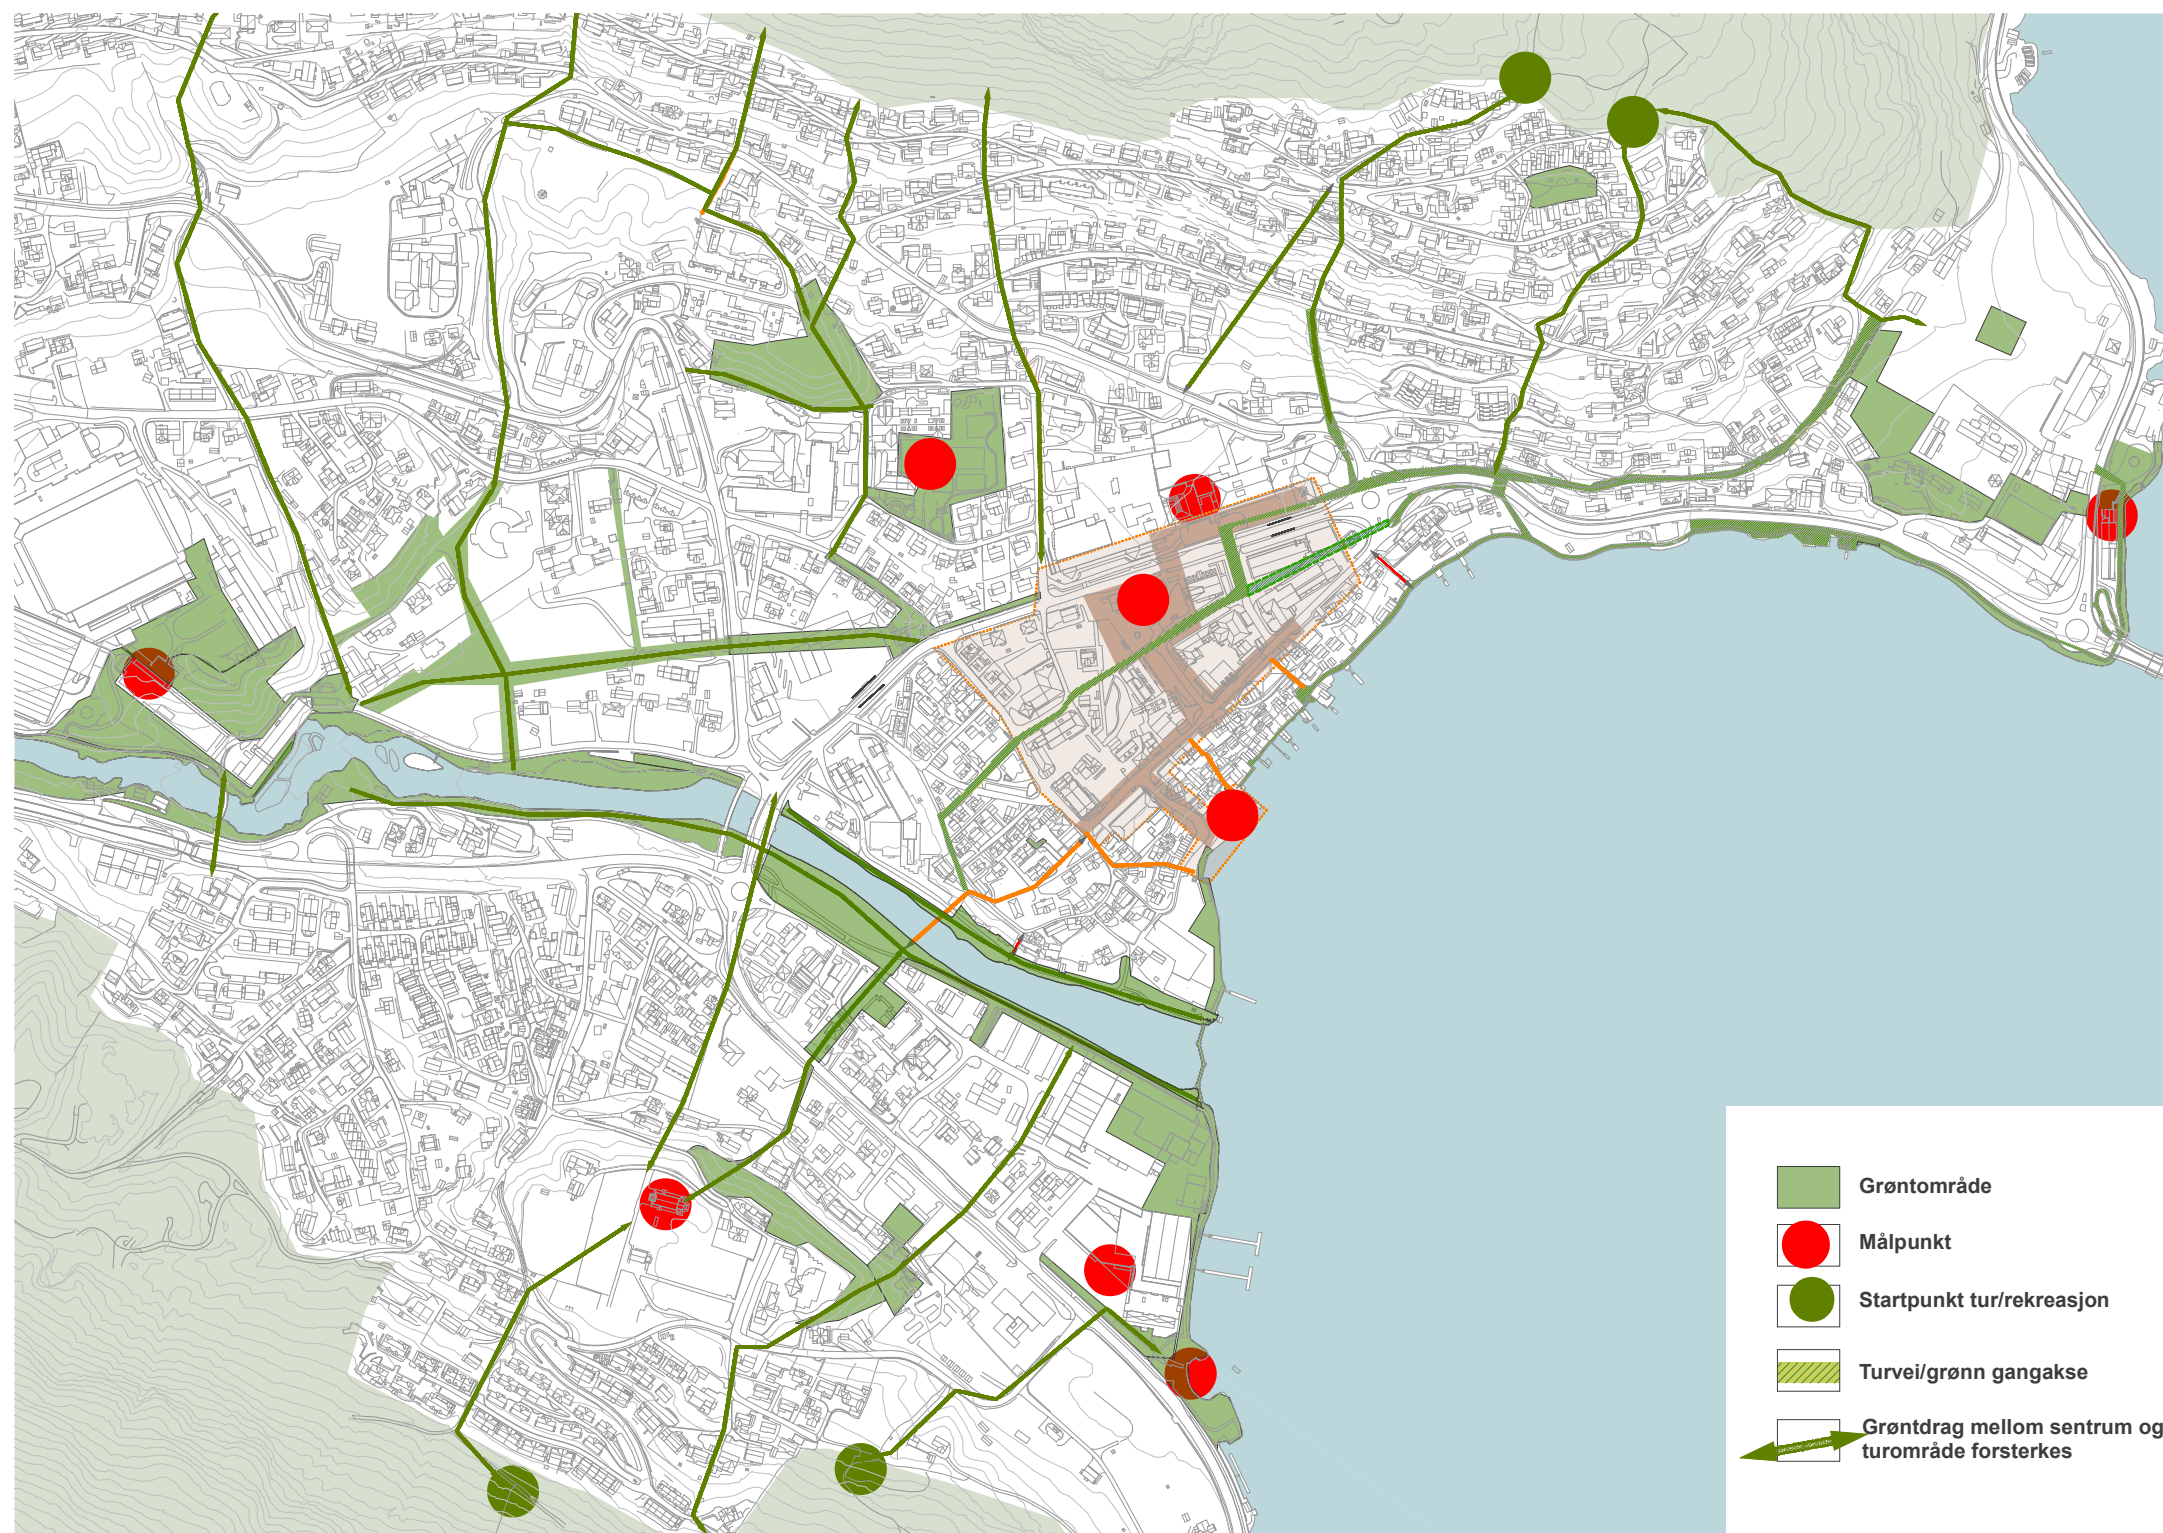 Grøntområde
Målpunkt
Startpunkt tur/rekreasjon
Turvei/grønn gangakse
Grøntdrag mellom sentrum og
turområde forsterkes